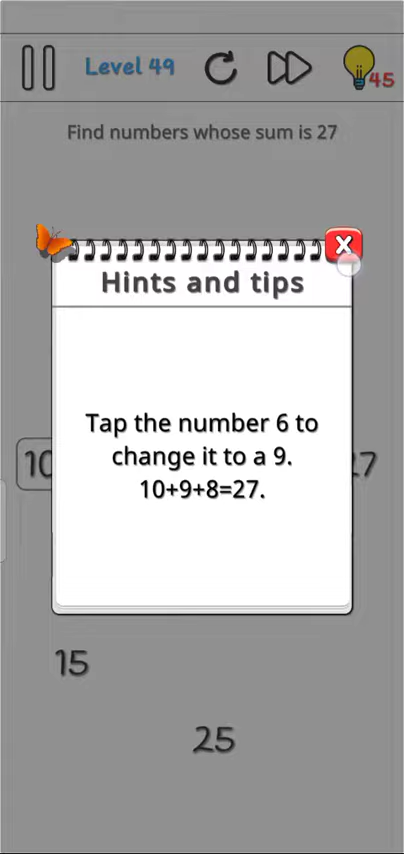 Level 49
45
Find numbers whose sum is 27
Hints and tips
Tap the number 6 to
change it to a 9.
10+9+8=27.
10
27
15
25